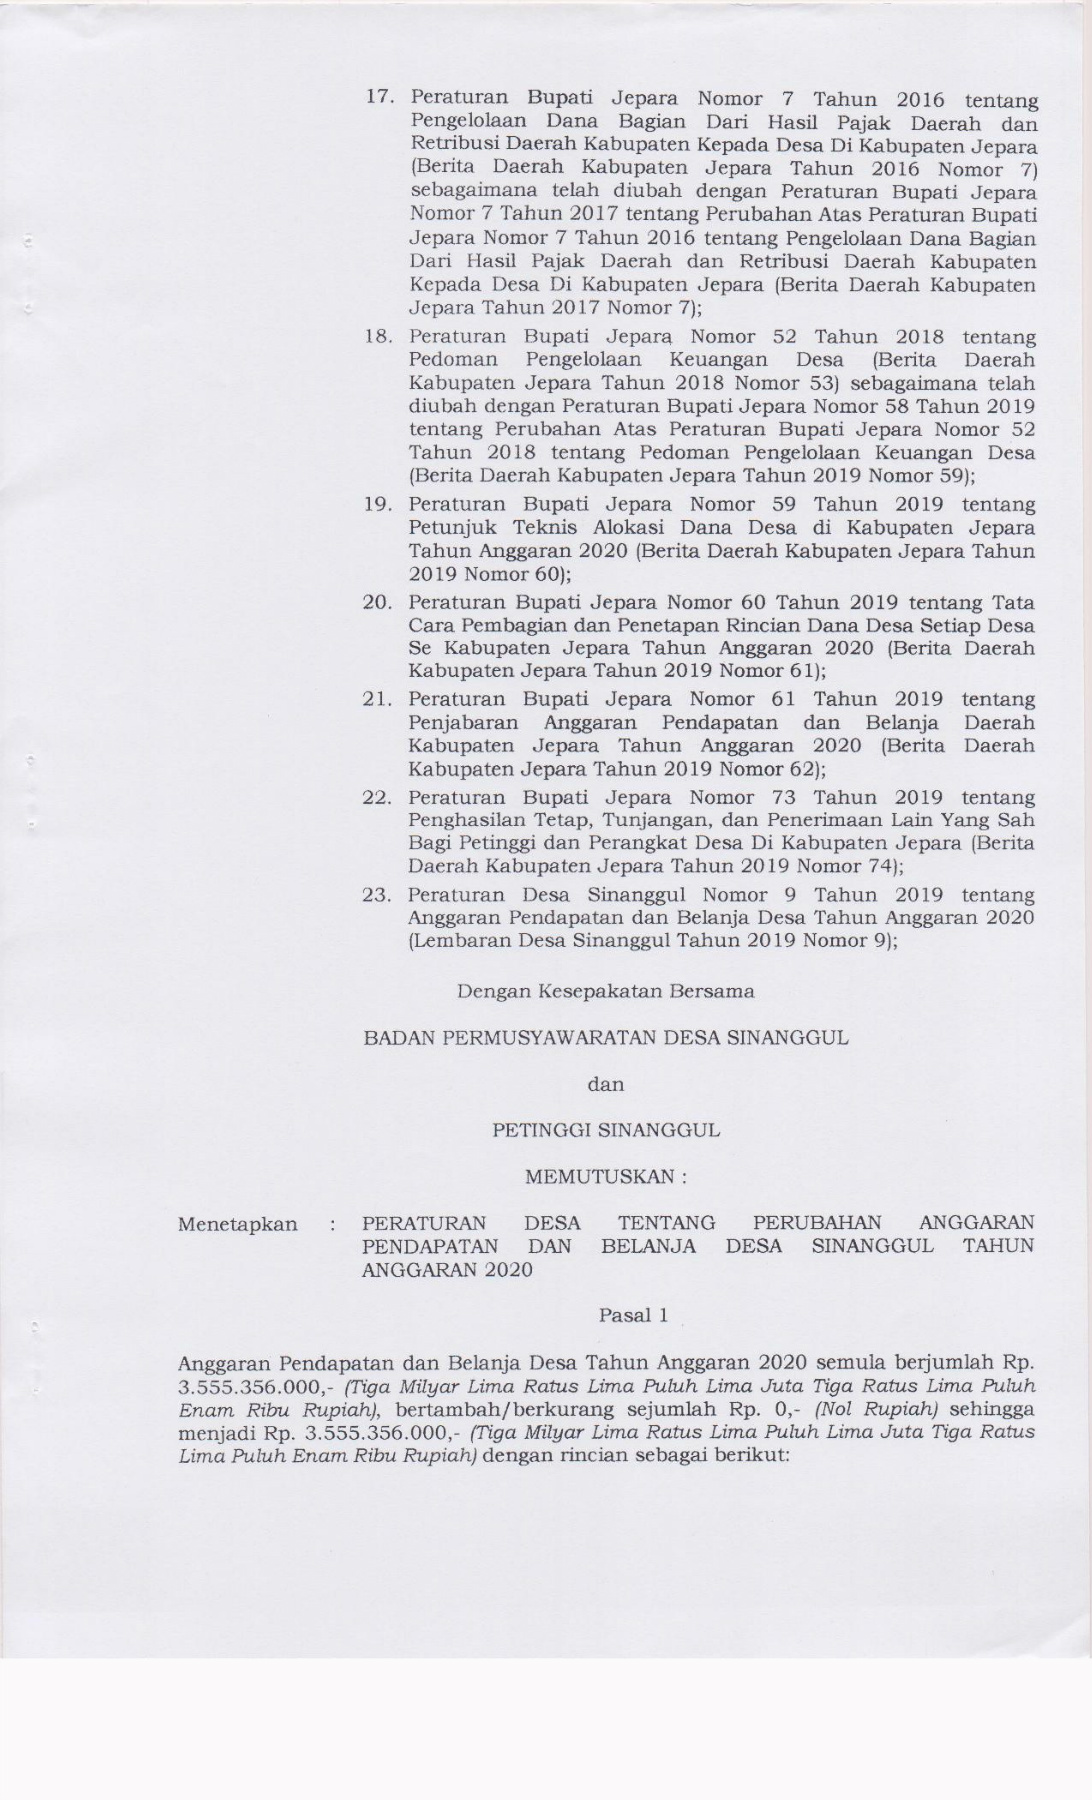 17. Peraturan Bupati Jepara Nomor 7 Tahun 2016 tentang
Pengelolaan Dana Bagian Dari Hasil Pajak Daerah dan
Retribusi Daerah Kabupaten Kepada Desa Di Kabupaten Jepara
(Berita Daerah Kabupaten Jepara Tahun 2016 Nomor 7)
sebagaimana telah diubah dengan Peraturan Bupati Jepara
Nomor 7 Tahun 2017 tentang Perubahan Atas Peraturan Bupati
Jepara Nomor 7 Tahun 2016 tentang Pengelolaan Dana Bagian
Dari Hasil Pajak Daerah dan Retribusi Daerah Kabupaten
Kepada Desa Di Kabupaten Jepara (Berita Daerah Kabupaten
Jepara Tahun 2017 Nomor 7);
18. Peraturan Bupati Jepara Nomor 52 Tahun 2018 tentang
Pedoman Pengelolaan Keuangan Desa (Berita Daerah
Kabupaten Jepara Tahun 2018 Nomor 53) sebagaimana telah
diubah dengan Peraturan Bupati Jepara Nomor 58 Tahun 2019
tentang Perubahan Atas Peraturan Bupati Jepara Nomor 52
Tahun 2018 tentang Pedoman Pengelolaan Keuangan Desa
(Berita Daerah Kabupaten Jepara Tahun 2019 Nomor 59);
19. Peraturan Bupati Jepara Nomor 59 Tahun 2019 tentang
Petunjuk Teknis Alokasi Dana Desa di Kabupaten Jepara
Tahun Anggaran 2020 (Berita Daerah Kabupaten Jepara Tahun
2019 Nomor 60);
20. Peraturan Bupati Jepara Nomor 60 Tahun 2019 tentang Tata
Cara Pembagian dan Penetapan Rincian Dana Desa Setiap Desa
Se Kabupaten Jepara Tahun Anggaran 2020 (Berita Daerah
Kabupaten Jepara Tahun 2019 Nomor 61);
21. Peraturan Bupati Jepara Nomor 61 Tahun 2019 tentang
Penjabaran Anggaran Pendapatan dan Belanja Daerah
Kabupaten Jepara Tahun Anggaran 2020 (Berita Daerah
Kabupaten Jepara Tahun 2019 Nomor 62);
22. Peraturan Bupati Jepara Nomor 73 Tahun 2019 tentang
Penghasilan Tetap, Tunjangan, dan Penerimaan Lain Yang Sah
Bagi Petinggi dan Perangkat Desa Di Kabupaten Jepara (Berita
Daerah Kabupaten Jepara Tahun 2019 Nomor 74);
23. Peraturan Desa Sinanggul Nomor 9 Tahun 2019 tentang
Anggaran Pendapatan dan Belanja Desa Tahun Anggaran 2020
(Lembaran Desa Sinanggul Tahun 2019 Nomor 9);
Dengan Kesepakatan Bersama
BADAN PERMUSYAWARATAN DESA SINANGGUL
dan
PETINGGI SINANGGUL
MEMUTUSKAN :
Menetapkan : PERATURAN DESA TENTANG PERUBAHAN ANGGARAN
PENDAPATAN DAN BELANJA DESA SINANGGUL TAHUN
ANGGARAN 2020
Pasal 1
Anggaran Pendapatan dan Belanja Desa Tahun Anggaran 2020 semula berjumlah Rp.
3.555.356.000,- (Tiga Milyar Lima Ratus Lima Puluh Lima Juta Tiga Ratus Lima Puluh
Enam Ribu Rupiah), bertambah/berkurang sejumlah Rp. 0,- (Nol Rupiah) sehingga
menjadi Rp. 3.555.356.000,- (Tiga Milyar Lima Ratus Lima Puluh Lima Juta Tiga Ratus
Lima Puluh Enam Ribu Rupiah) dengan rincian sebagai berikut: